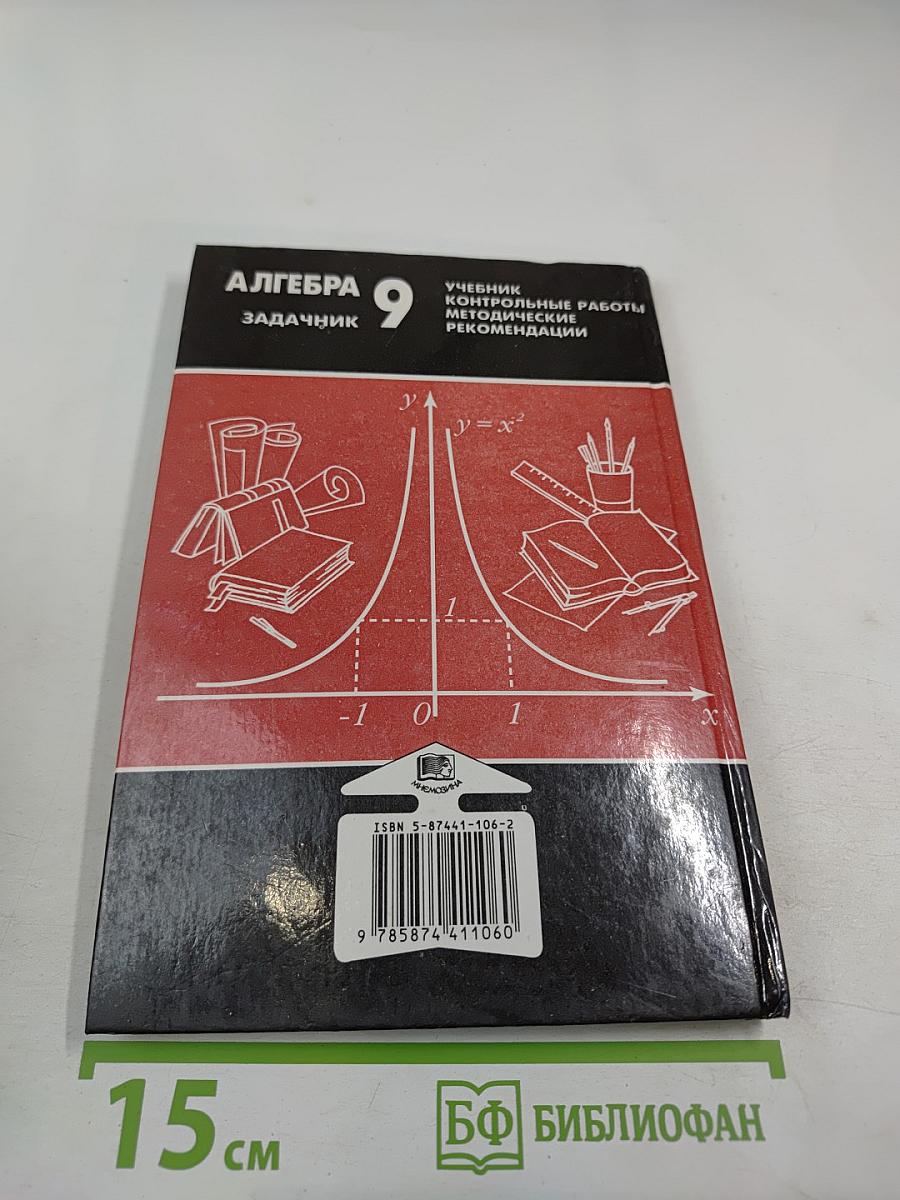 АЛГЕБРА
ЗАДАЧНИК
9
УЧЕБНИК
КОНТРОЛЬНЫЕ РАБОТЫ
МЕТОДИЧЕСКИЕ
РЕКОМЕНДАЦИИ
y
y = x²
1
-1 0 1 x
МНЕМОЗИНА
ISBN 5-87441-106-2
9 785874 411060
15 см
БФ БИБЛИОФАН